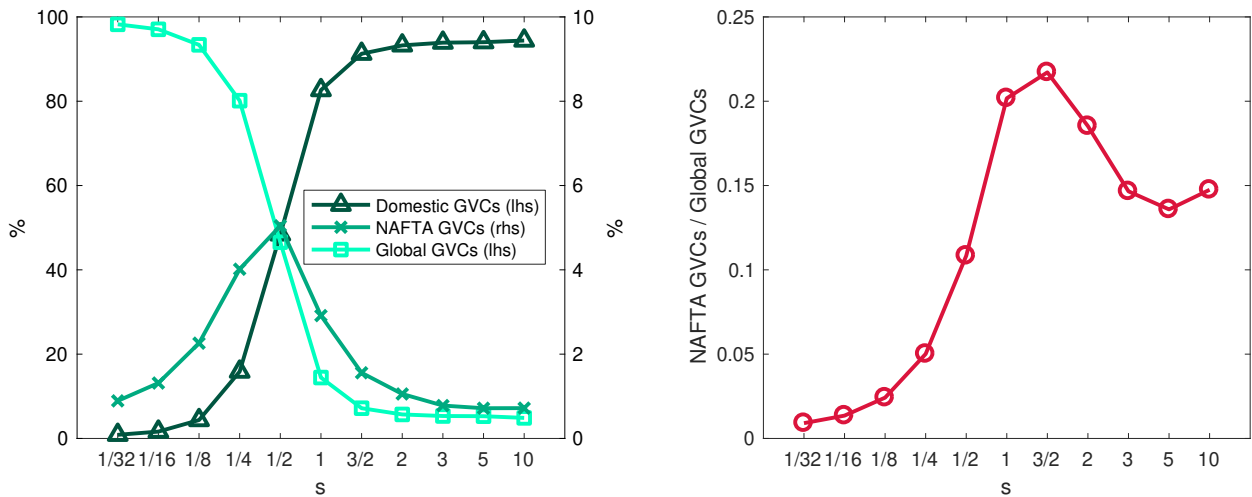 100
80
60
40
20
0
%
10
8
6
4
2
0
%
Domestic GVCs (lhs)
NAFTA GVCs (rhs)
Global GVCs (lhs)
1/32 1/16 1/8 1/4 1/2 1 3/2 2 3 5 10
s
0.25
0.2
0.15
0.1
0.05
0
NAFTA GVCs / Global GVCs
1/32 1/16 1/8 1/4 1/2 1 3/2 2 3 5 10
s